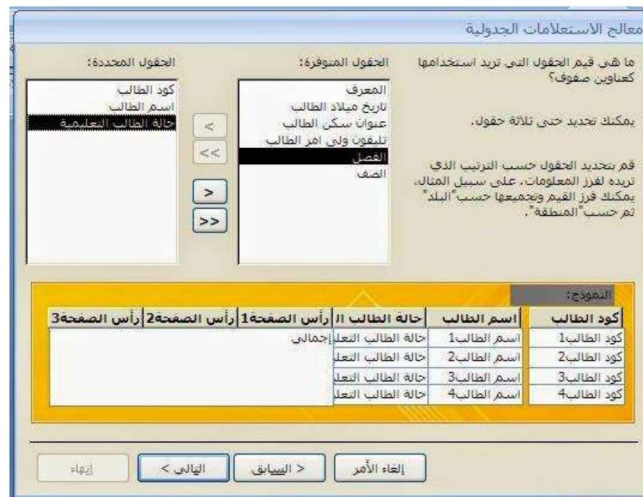 معالج الاستعلامات الجدولية
ما هي قيم الحقول التي تريد استخدامها
كعناوين صفوف؟
يمكنك تحديد حتى ثلاثة حقول.
قم بتحديد الحقول حسب الترتيب الذي
تريده لفرز المعلومات. على سبيل المثال،
يمكنك فرز القيم وتجميعها حسب"البلد"
ثم حسب"المنطقة".
الحقول المتوفرة:
المعرف
تاريخ ميلاد الطالب
عنوان سكن الطالب
تليفون ولي امر الطالب
الفصل
الصف
<
<<
>
>>
الحقول المحددة:
كود الطالب
اسم الطالب
حالة الطالب التعليمية
النموذج:
كود الطالب اسم الطالب حالة الطالب ال رأس الصفحة1 رأس الصفحة2 رأس الصفحة3
كود الطالب1 اسم الطالب1 حالة الطالب التعلي إجمالي
كود الطالب2 اسم الطالب2 حالة الطالب التعل
كود الطالب3 اسم الطالب3 حالة الطالب التعل
كود الطالب4 اسم الطالب4 حالة الطالب التعل
إلغاء الأمر
< السابق
التالي >
إنهاء